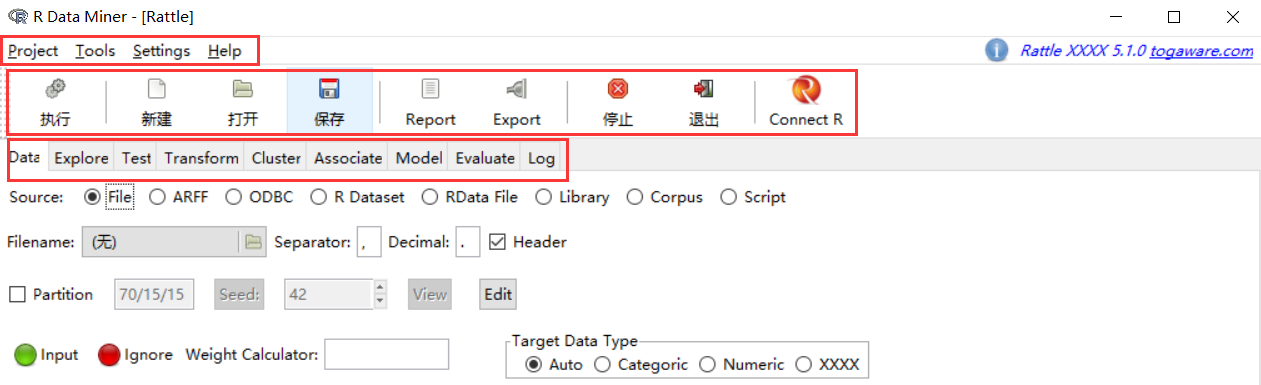 R Data Miner - [Rattle]
Project Tools Settings Help Rattle XXXX 5.1.0 togaware.com
执行 新建 打开 保存 Report Export 停止 退出 Connect R
Data Explore Test Transform Cluster Associate Model Evaluate Log
Source: File ARFF ODBC R Dataset RData File Library Corpus Script
Filename: (无) Separator: , Decimal: . Header
Partition 70/15/15 Seed: 42 View Edit
Target Data Type
Input Ignore Weight Calculator: Auto Categoric Numeric XXXX